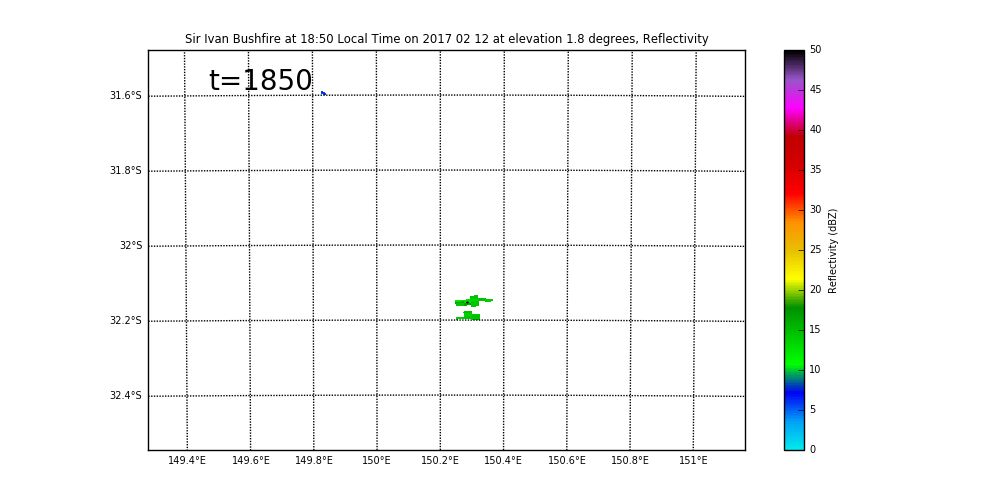 Sir Ivan Bushfire at 18:50 Local Time on 2017 02 12 at elevation 1.8 degrees, Reflectivity
t=1850
31.6°S
31.8°S
32°S
32.2°S
32.4°S
149.4°E 149.6°E 149.8°E 150°E 150.2°E 150.4°E 150.6°E 150.8°E 151°E
50
45
40
35
30
25
20
15
10
5
0
Reflectivity (dBZ)